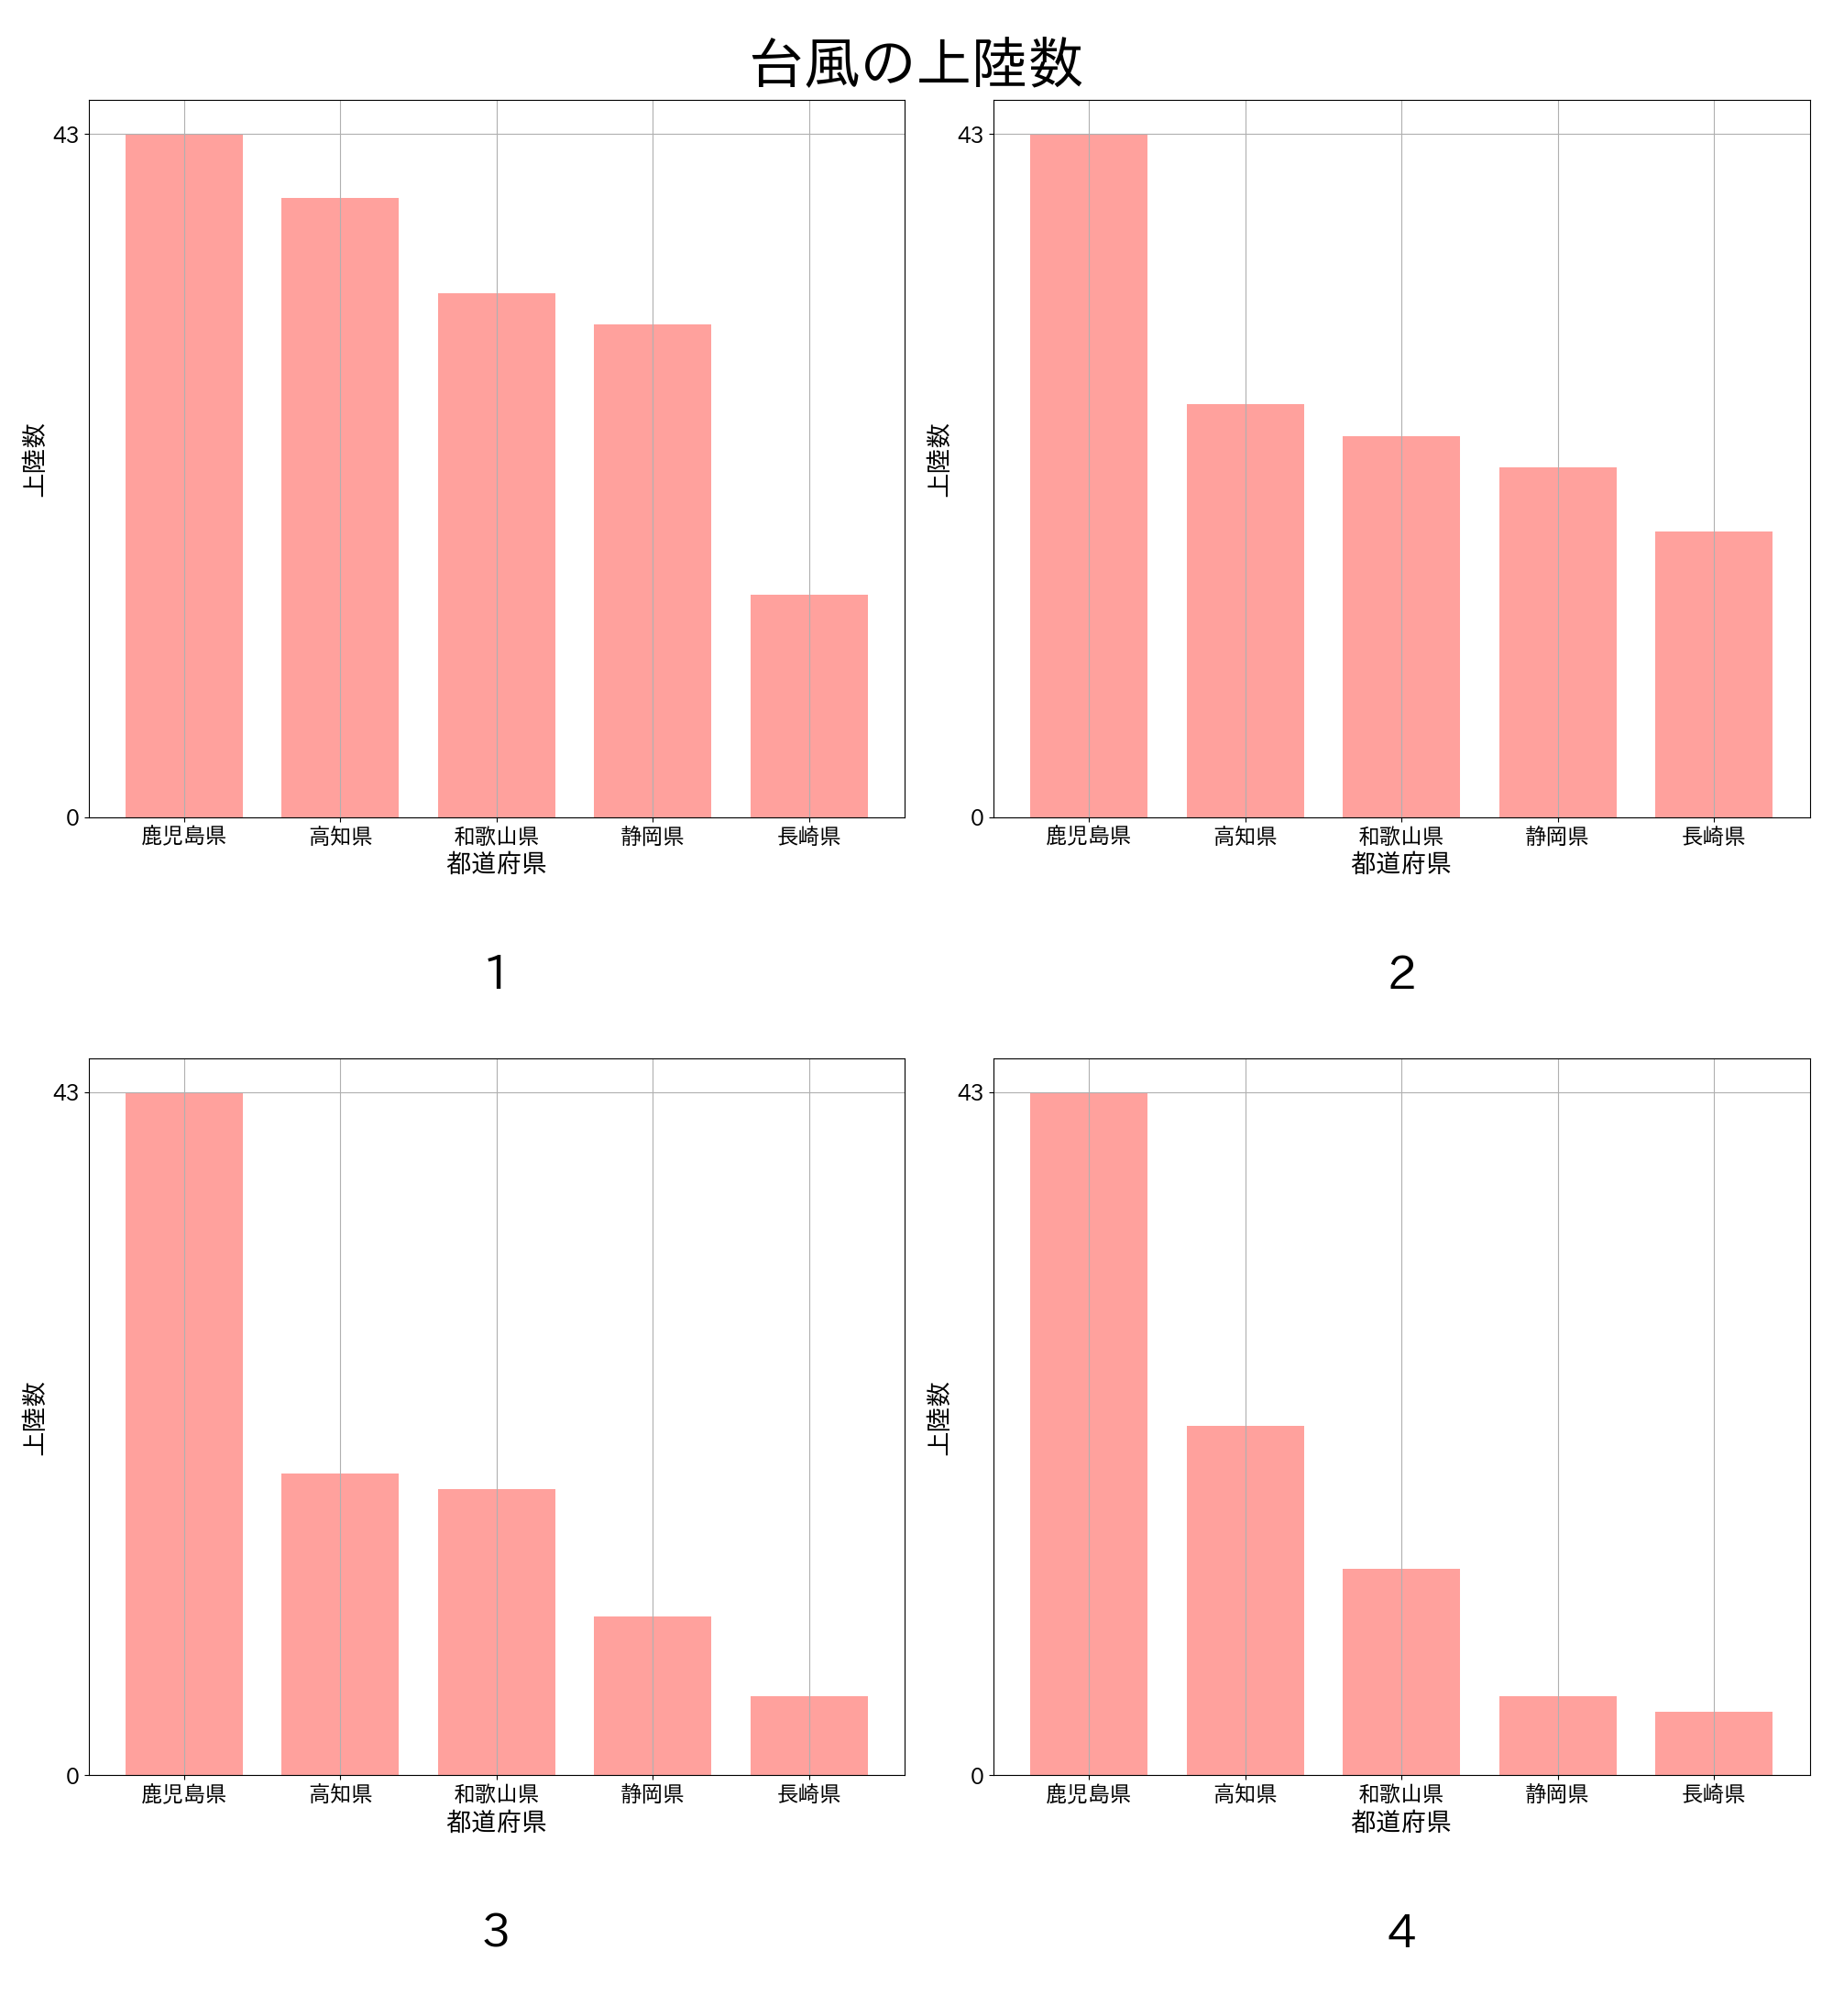 台風の上陸数
43
0
上陸数
鹿児島県 高知県 和歌山県 静岡県 長崎県
都道府県
1
43
0
上陸数
鹿児島県 高知県 和歌山県 静岡県 長崎県
都道府県
2
43
0
上陸数
鹿児島県 高知県 和歌山県 静岡県 長崎県
都道府県
3
43
0
上陸数
鹿児島県 高知県 和歌山県 静岡県 長崎県
都道府県
4